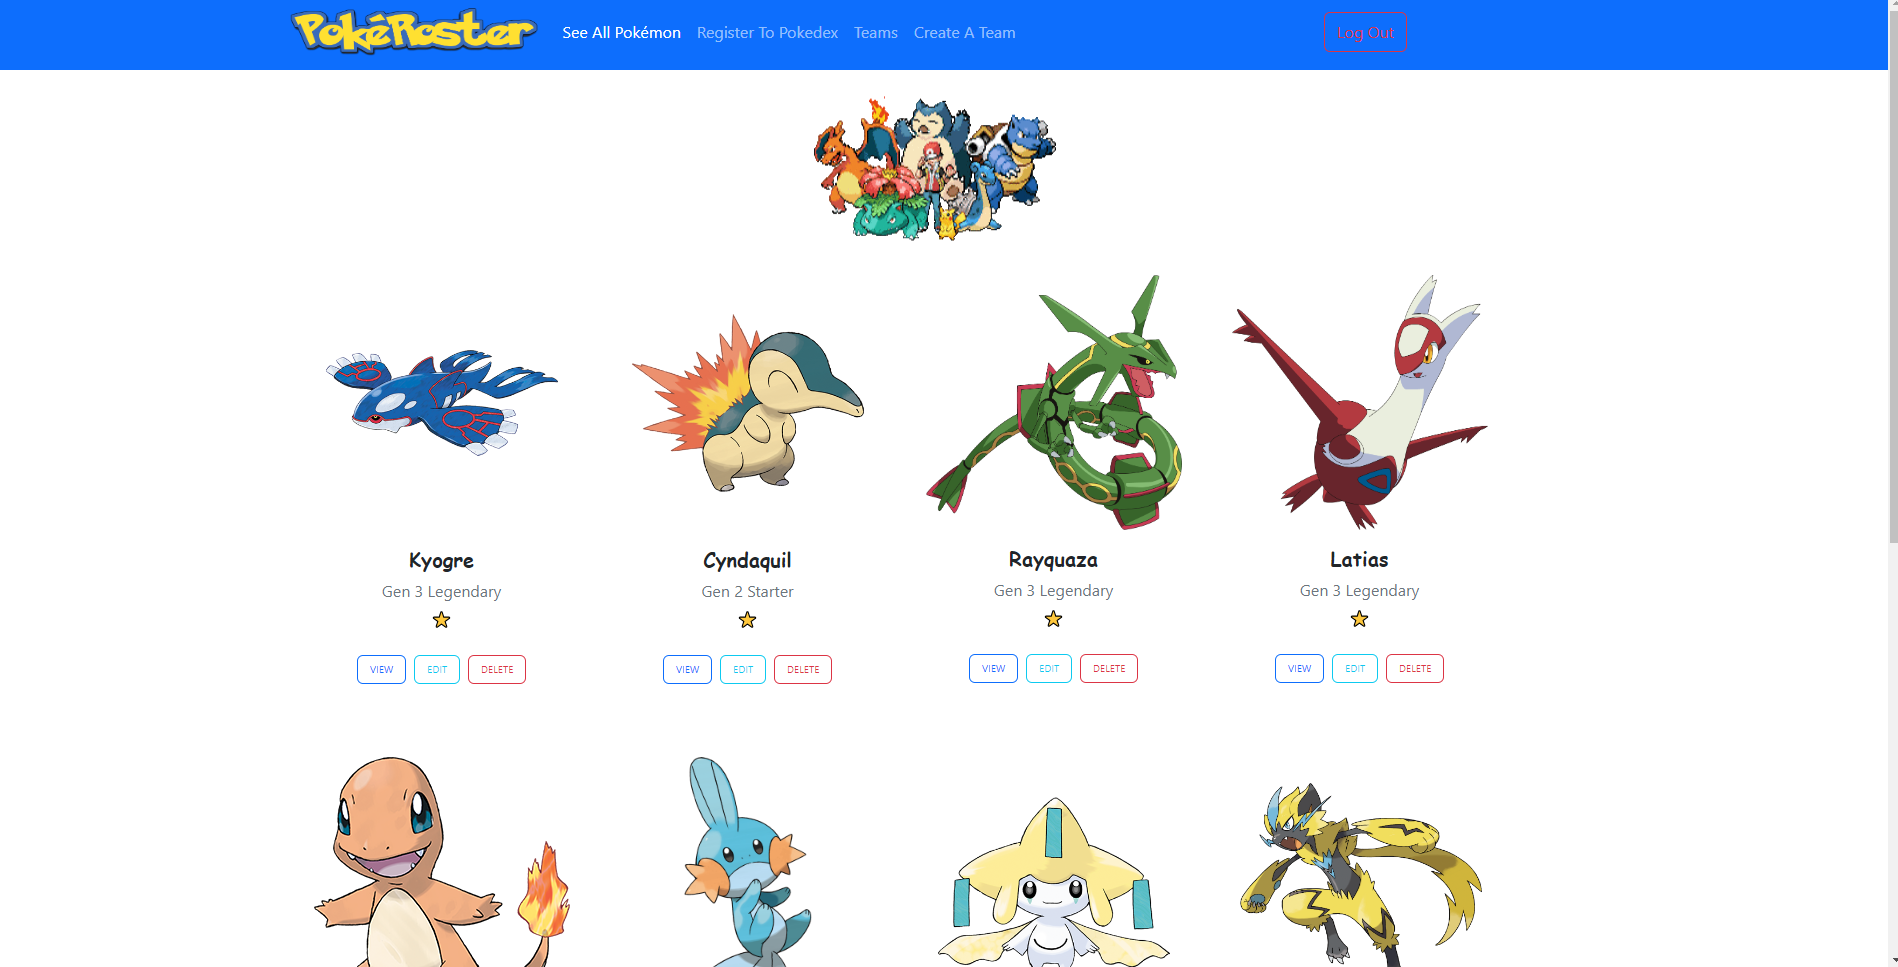 PokéRoster See All Pokémon Register To Pokedex Teams Create A Team Log Out
Kyogre Cyndaquil Rayquaza Latias
Gen 3 Legendary Gen 2 Starter Gen 3 Legendary Gen 3 Legendary
VIEW EDIT DELETE VIEW EDIT DELETE VIEW EDIT DELETE VIEW EDIT DELETE